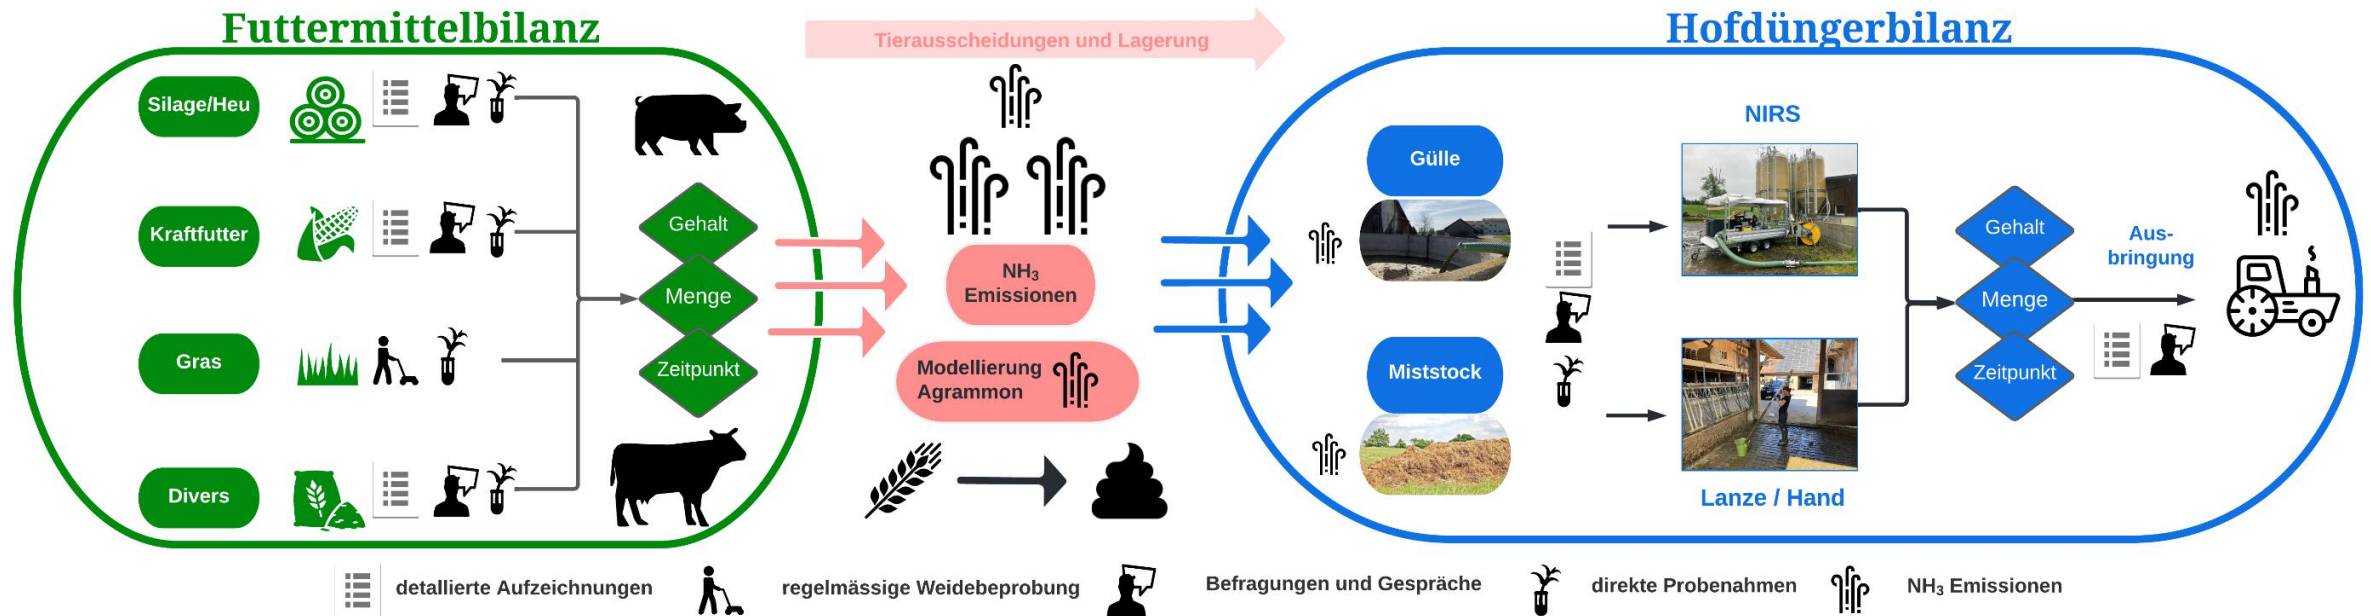 Futtermittelbilanz
Tierausscheidungen und Lagerung
Hofdüngerbilanz
Silage/Heu
Kraftfutter
Gras
Divers
Gehalt
Menge
Zeitpunkt
NH₃
Emissionen
Modellierung
Agrammon
Gülle
Miststock
NIRS
Lanze / Hand
Gehalt
Menge
Zeitpunkt
Aus-
bringung
detallierte Aufzeichnungen
regelmässige Weidebeprobung
Befragungen und Gespräche
direkte Probenahmen
NH₃ Emissionen